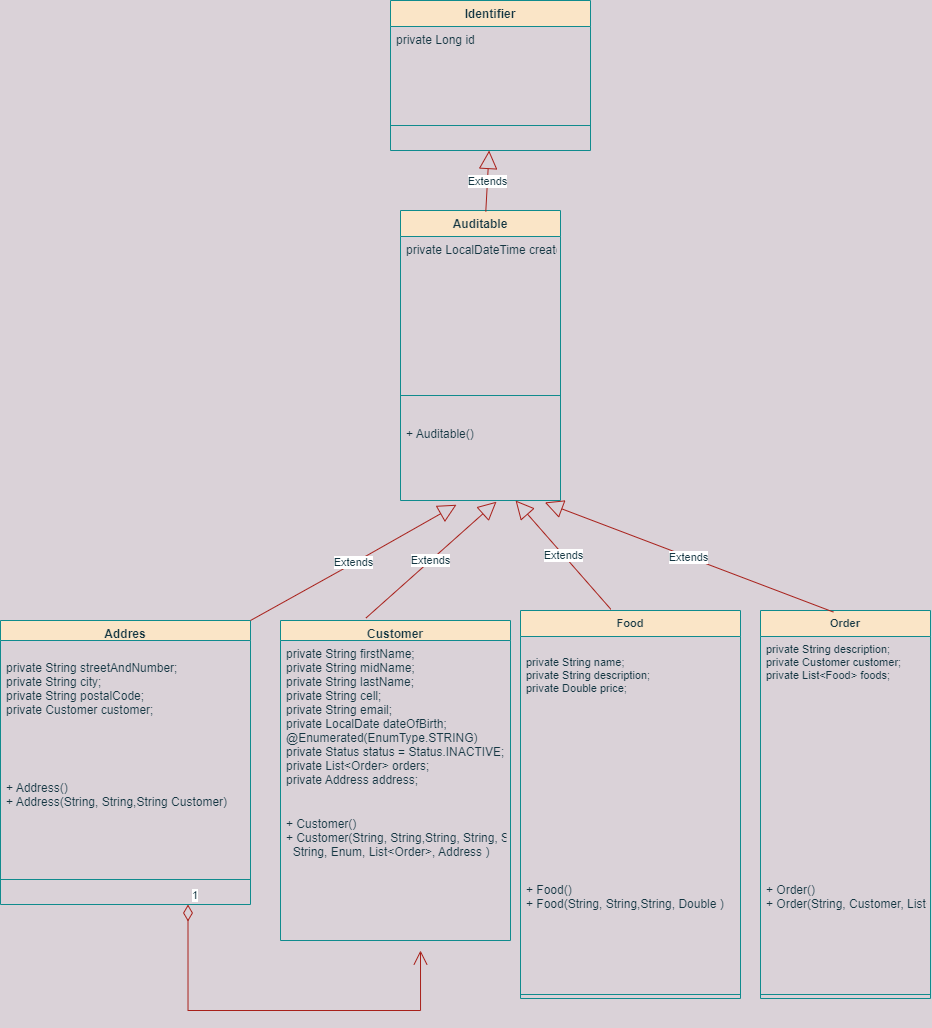 Identifier
private Long id
Extends
Auditable
private LocalDateTime creat
+ Auditable()
Extends
Extends
Extends
Extends
Addres
private String streetAndNumber;
private String city;
private String postalCode;
private Customer customer;
+ Address()
+ Address(String, String,String Customer)
1
Customer
private String firstName;
private String midName;
private String lastName;
private String cell;
private String email;
private LocalDate dateOfBirth;
@Enumerated(EnumType.STRING)
private Status status = Status.INACTIVE;
private List<Order> orders;
private Address address;
+ Customer()
+ Customer(String, String,String, String, S
String, Enum, List<Order>, Address )
Food
private String name;
private String description;
private Double price;
+ Food()
+ Food(String, String,String, Double )
Order
private String description;
private Customer customer;
private List<Food> foods;
+ Order()
+ Order(String, Customer, List